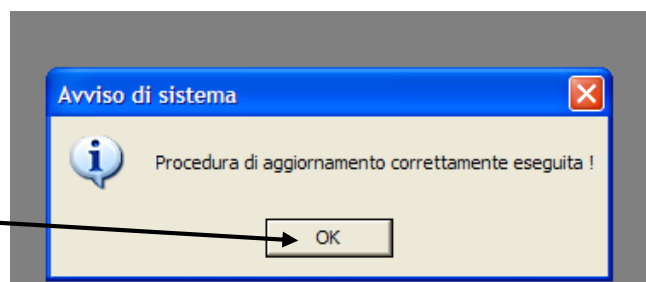 Avviso di sistema
Procedura di aggiornamento correttamente eseguita !
OK